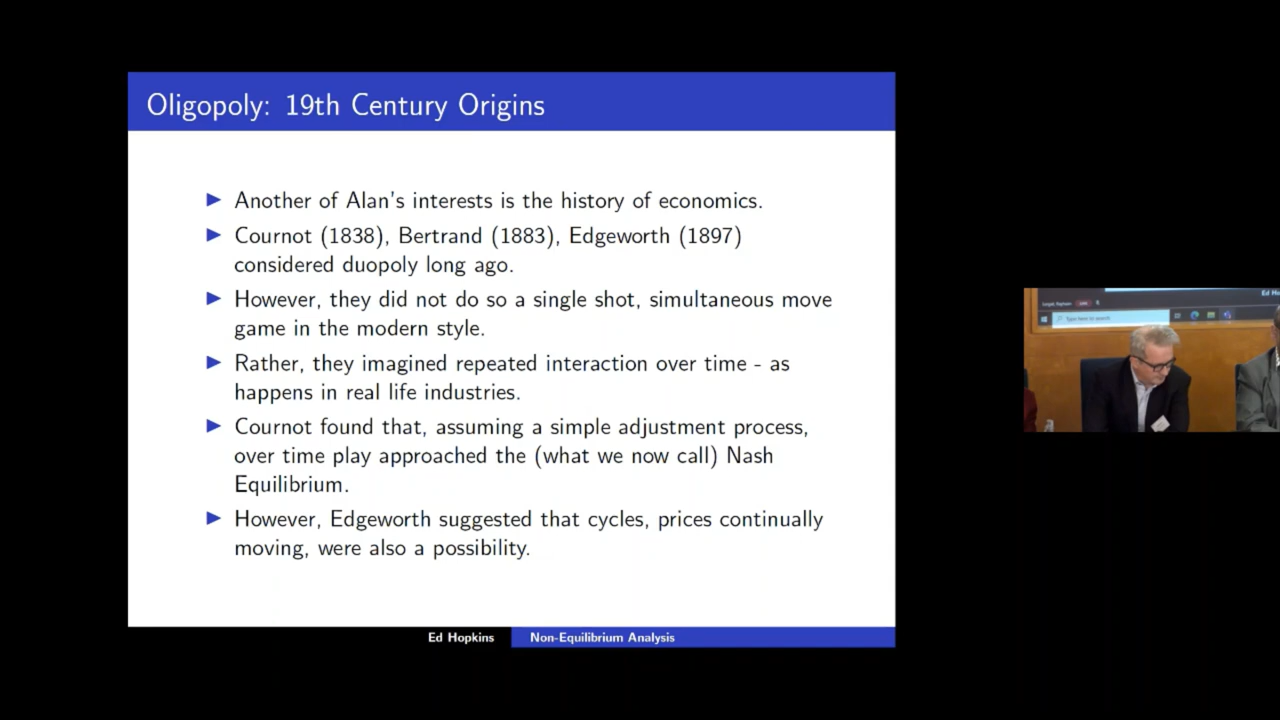 Oligopoly: 19th Century Origins
Another of Alan's interests is the history of economics.
Cournot (1838), Bertrand (1883), Edgeworth (1897)
considered duopoly long ago.
However, they did not do so a single shot, simultaneous move
game in the modern style.
Rather, they imagined repeated interaction over time - as
happens in real life industries.
Cournot found that, assuming a simple adjustment process,
over time play approached the (what we now call) Nash
Equilibrium.
However, Edgeworth suggested that cycles, prices continually
moving, were also a possibility.
Ed Hopkins
Non-Equilibrium Analysis
Type here to search